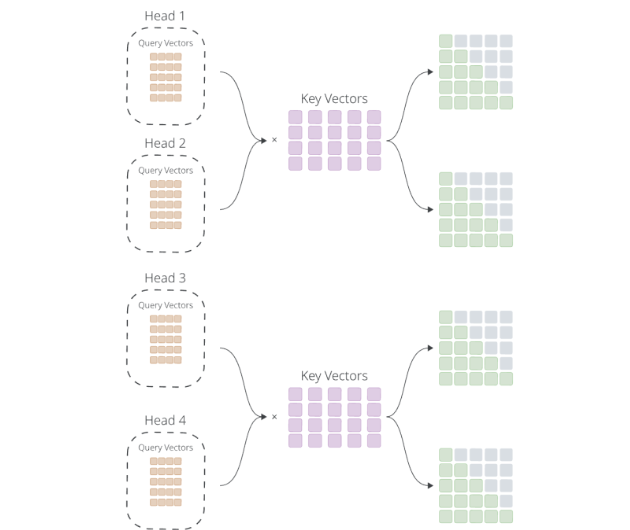 Head 1
Query Vectors
Head 2
Query Vectors
Key Vectors
×
Head 3
Query Vectors
Head 4
Query Vectors
Key Vectors
×